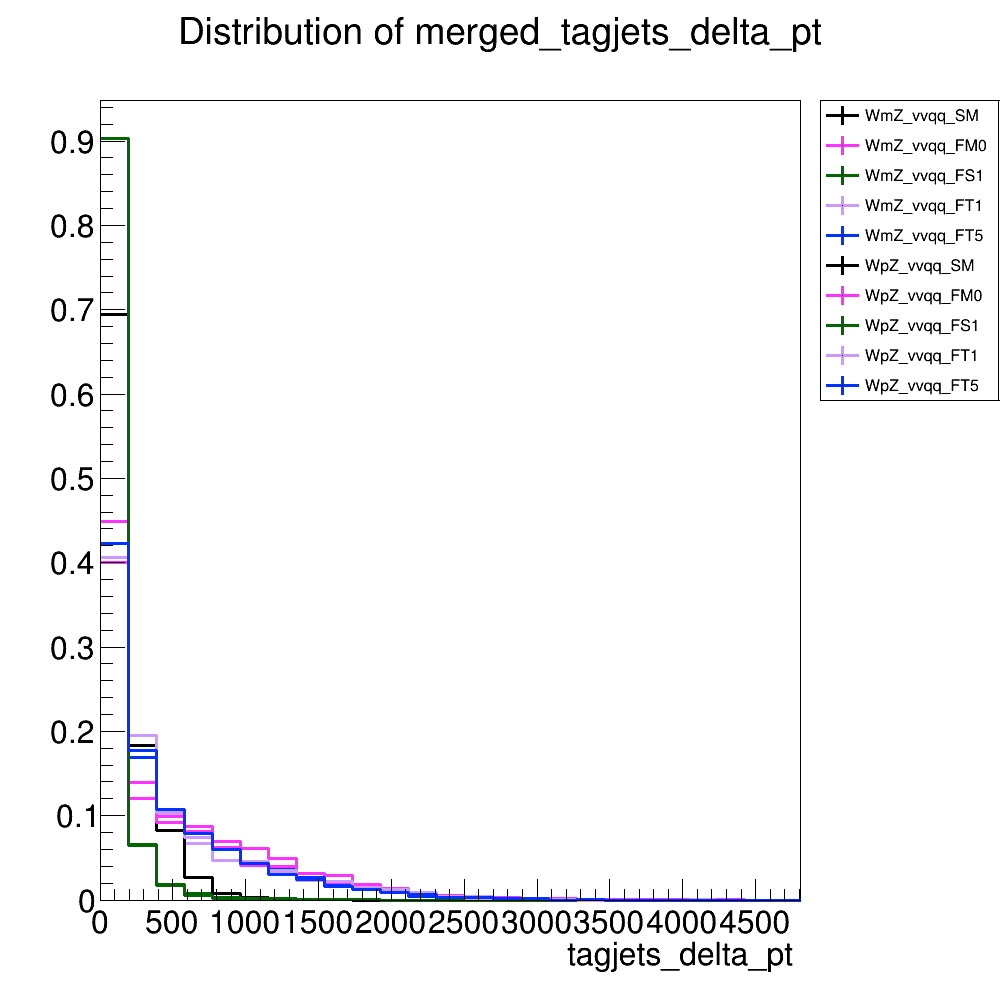 Distribution of merged_tagjets_delta_pt
WmZ_vvqq_SM
WmZ_vvqq_FM0
WmZ_vvqq_FS1
WmZ_vvqq_FT1
WmZ_vvqq_FT5
WpZ_vvqq_SM
WpZ_vvqq_FM0
WpZ_vvqq_FS1
WpZ_vvqq_FT1
WpZ_vvqq_FT5
0.9
0.8
0.7
0.6
0.5
0.4
0.3
0.2
0.1
0
0 500 1000 1500 2000 2500 3000 3500 4000 4500
tagjets_delta_pt